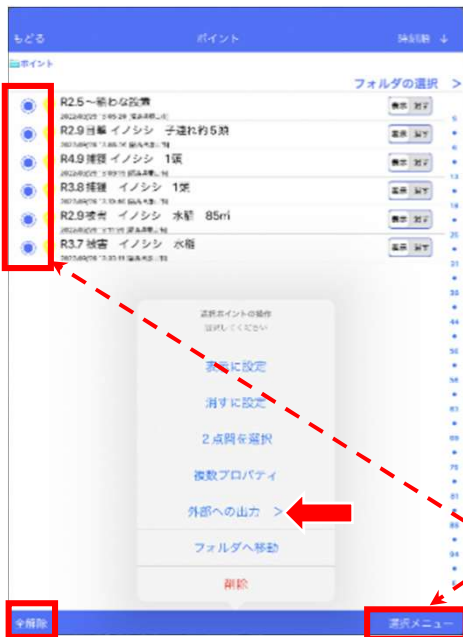 もどる
ポイント
時刻順 ↓
ポイント
フォルダの選択 >
R2.5～箱わな設置
表示 消す
R2.9目撃 イノシシ 子連れ約5頭
表示 消す
R4.9捕獲 イノシシ 1頭
表示 消す
R3.8捕獲 イノシシ 1頭
表示 消す
R2.9被害 イノシシ 水稲 85㎡
表示 消す
R3.7被害 イノシシ 水稲
表示 消す
選択ポイントの操作
選択してください
表示に設定
消すに設定
2点間を選択
複数プロパティ
外部への出力 >
フォルダへ移動
削除
全解除
選択メニュー